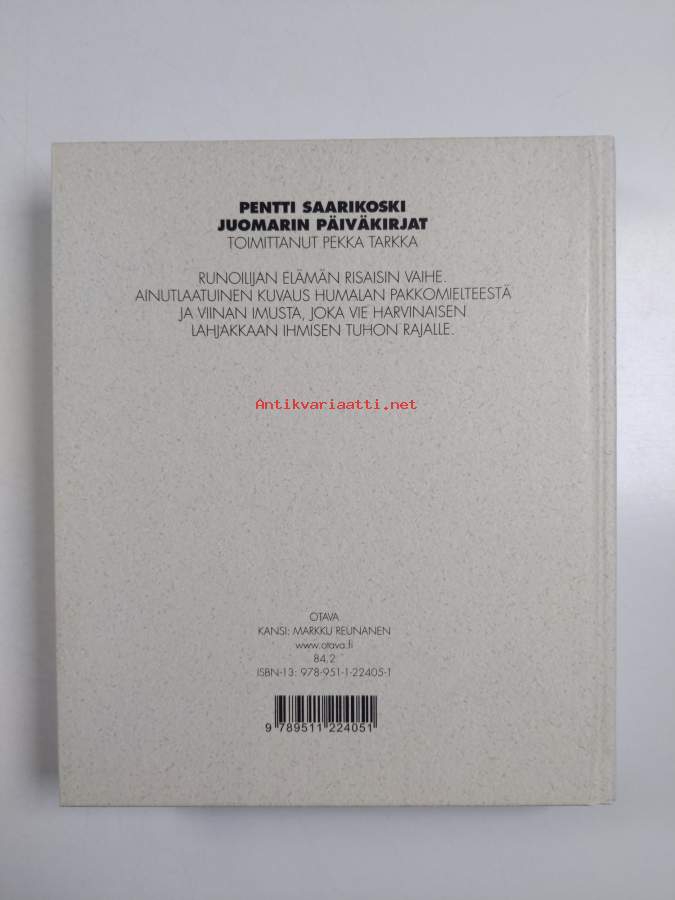 PENTTI SAARIKOSKI
JUOMARIN PÄIVÄKIRJAT
TOIMITTANUT PEKKA TARKKA
RUNOILIJAN ELÄMÄN RISAISIN VAIHE.
AINUTLAATUINEN KUVAUS HUMALAN PAKKOMIELTEESTÄ
JA VIINAN IMUSTA, JOKA VIE HARVINAISEN
LAHJAKKAAN IHMISEN TUHON RAJALLE.
Antikvariaatti.net
OTAVA
KANSI: MARKKU REUNANEN
www.otava.fi
84.2
ISBN-13: 978-951-1-22405-1
9 789511 224051